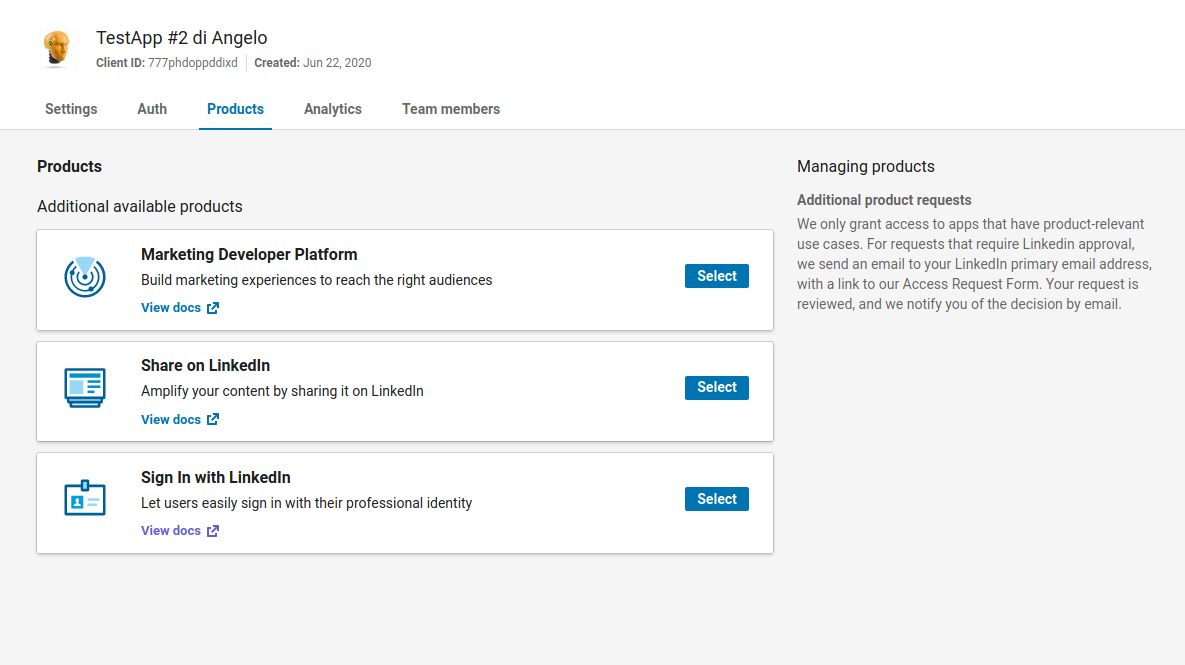 TestApp #2 di Angelo
Client ID: 777phdoppddixd Created: Jun 22, 2020
Settings Auth Products Analytics Team members
Products
Additional available products
Marketing Developer Platform
Build marketing experiences to reach the right audiences
View docs
Select
Share on LinkedIn
Amplify your content by sharing it on LinkedIn
View docs
Select
Sign In with LinkedIn
Let users easily sign in with their professional identity
View docs
Select
Managing products
Additional product requests
We only grant access to apps that have product-relevant
use cases. For requests that require Linkedin approval,
we send an email to your LinkedIn primary email address,
with a link to our Access Request Form. Your request is
reviewed, and we notify you of the decision by email.